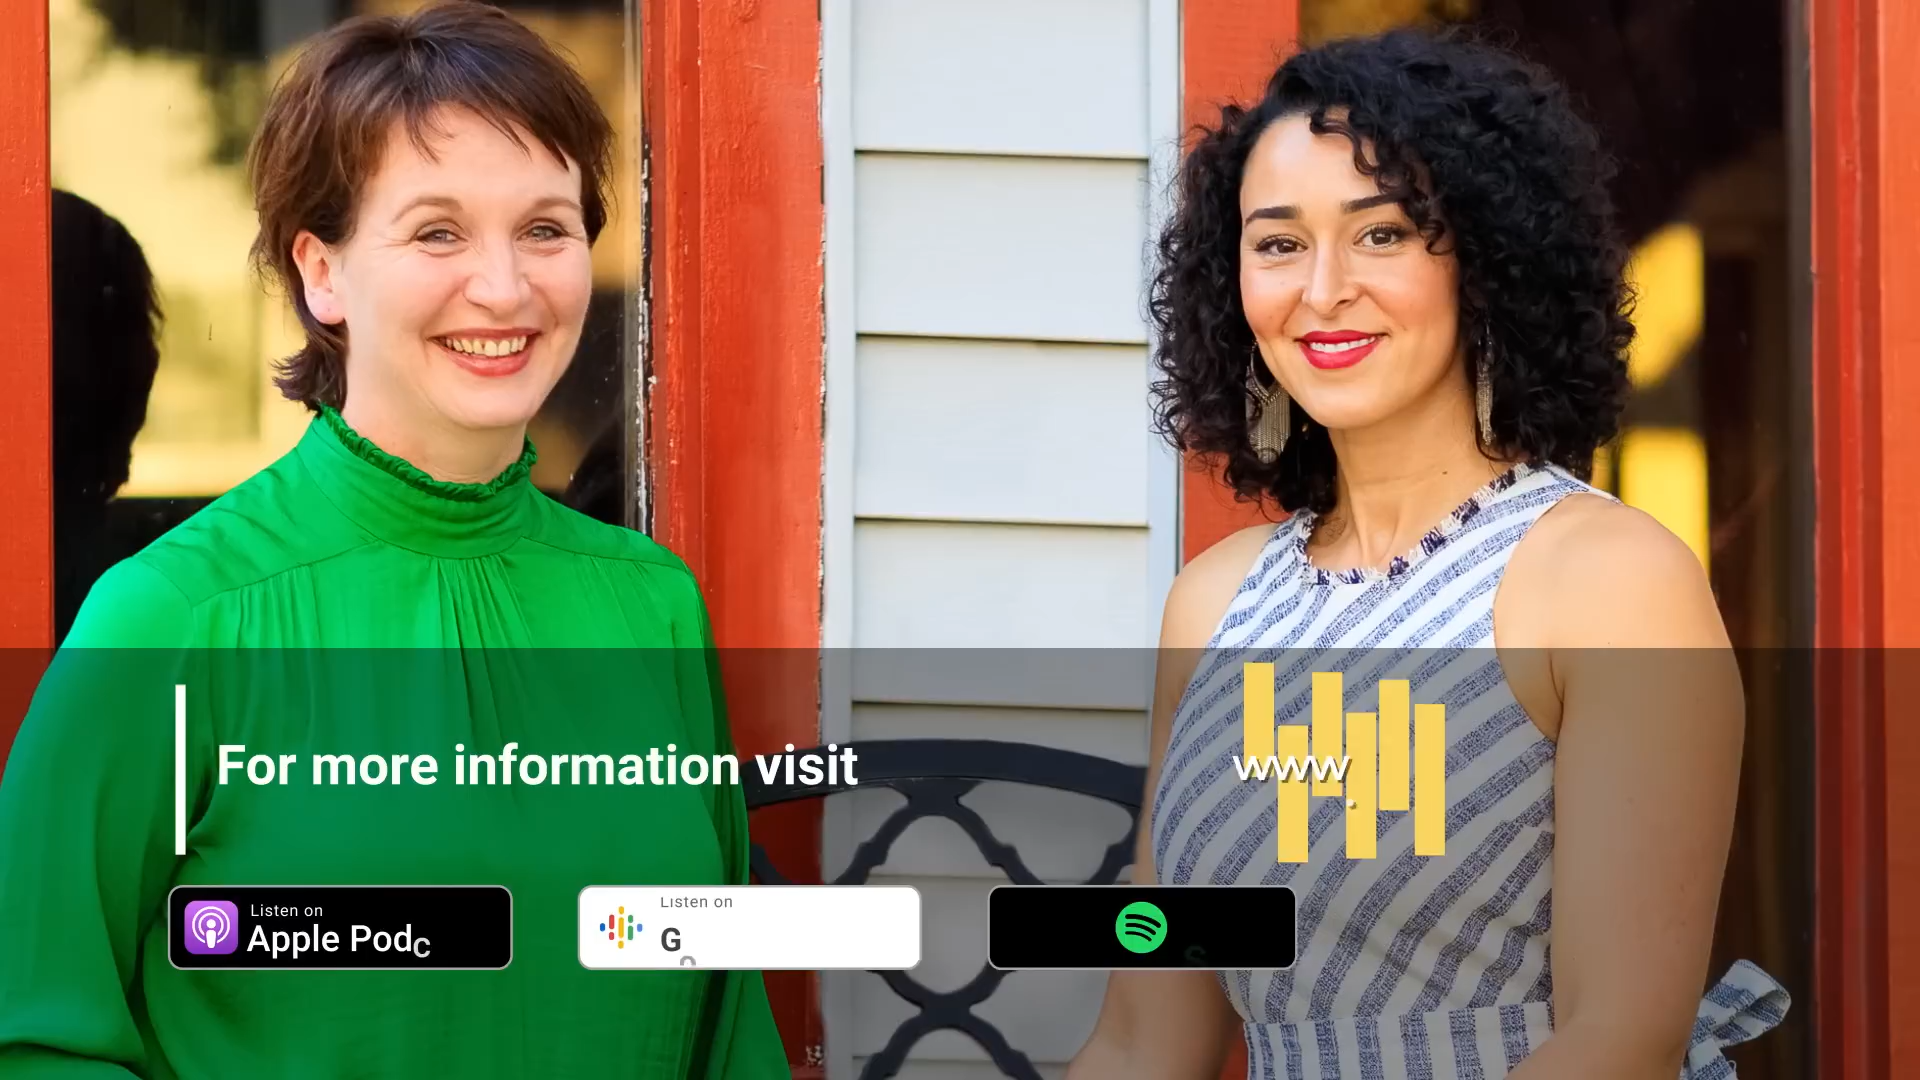 For more information visit
www.
Listen on
Apple Podc
Listen on
G